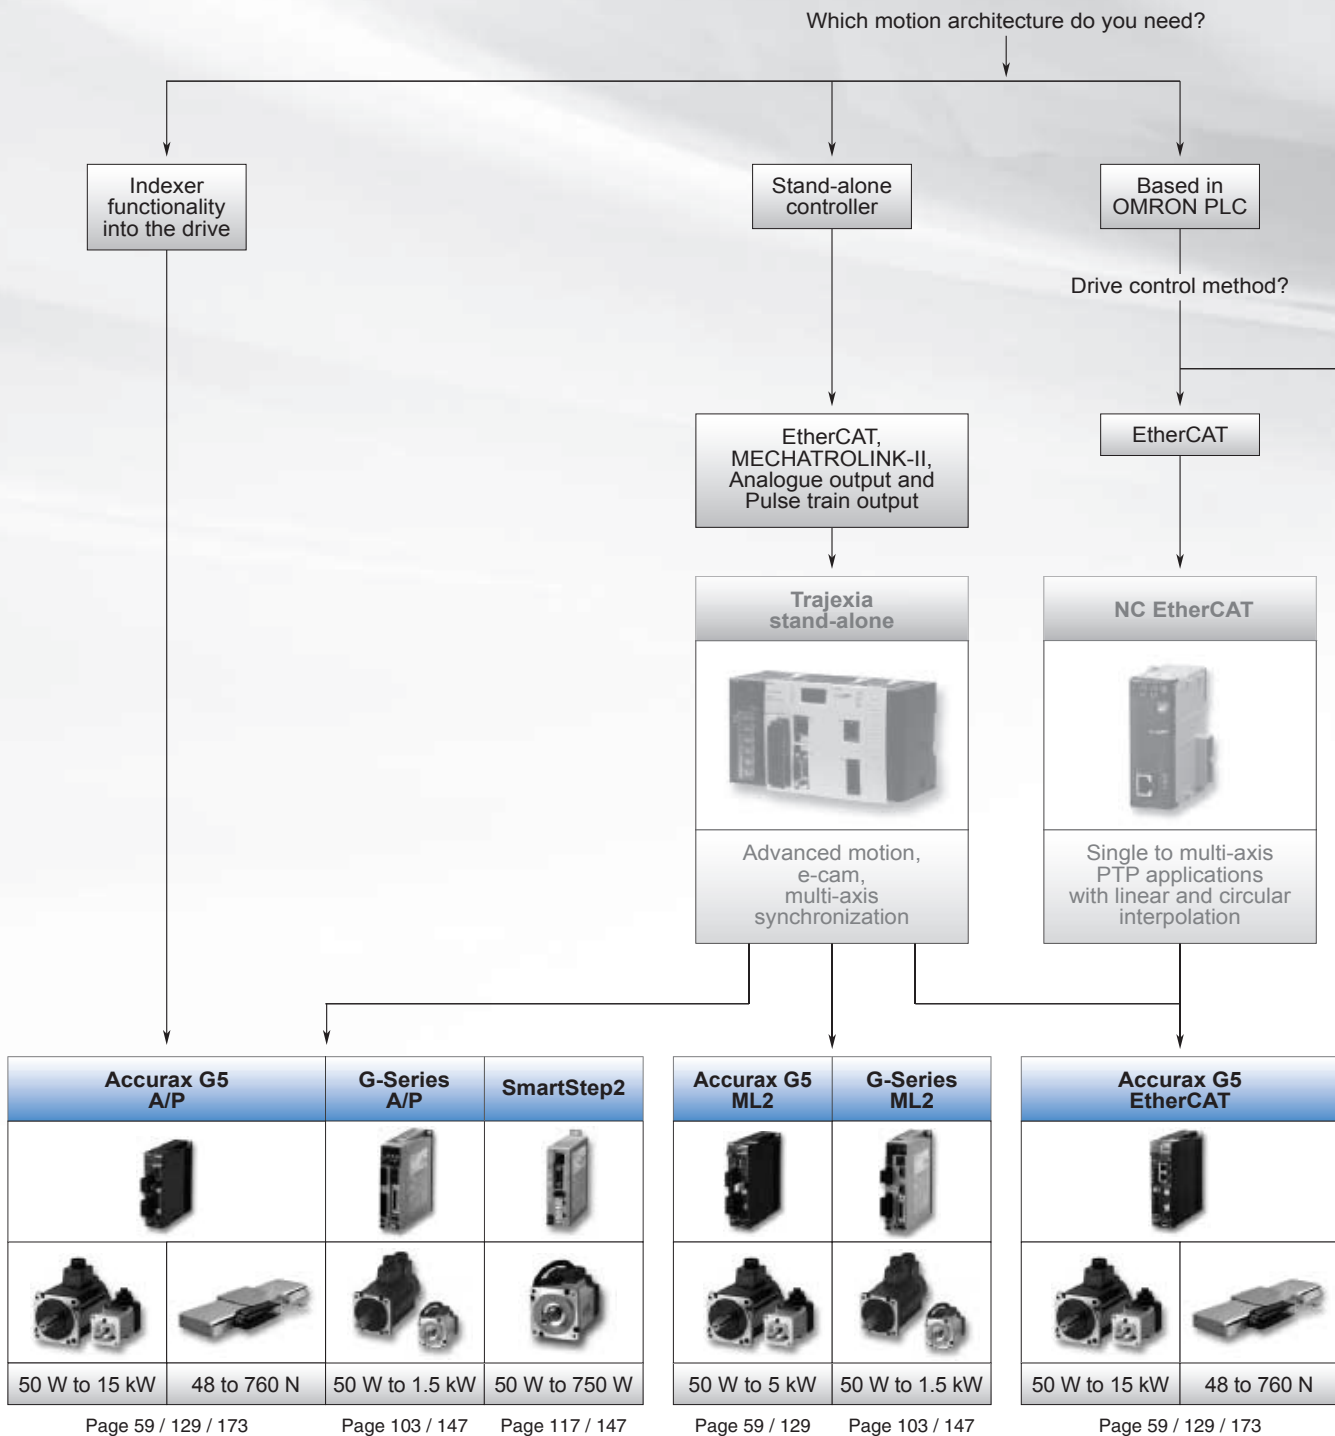 Which motion architecture do you need?
Indexer
functionality
into the drive
Stand-alone
controller
Based in
OMRON PLC
Drive control method?
EtherCAT,
MECHATROLINK-II,
Analogue output and
Pulse train output
EtherCAT
Trajexia
stand-alone
NC EtherCAT
Advanced motion,
e-cam,
multi-axis
synchronization
Single to multi-axis
PTP applications
with linear and circular
interpolation
Accurax G5
A/P
G-Series
A/P
SmartStep2
Accurax G5
ML2
G-Series
ML2
Accurax G5
EtherCAT
50 W to 15 kW
48 to 760 N
50 W to 1.5 kW
50 W to 750 W
50 W to 5 kW
50 W to 1.5 kW
50 W to 15 kW
48 to 760 N
Page 59 / 129 / 173
Page 103 / 147
Page 117 / 147
Page 59 / 129
Page 103 / 147
Page 59 / 129 / 173